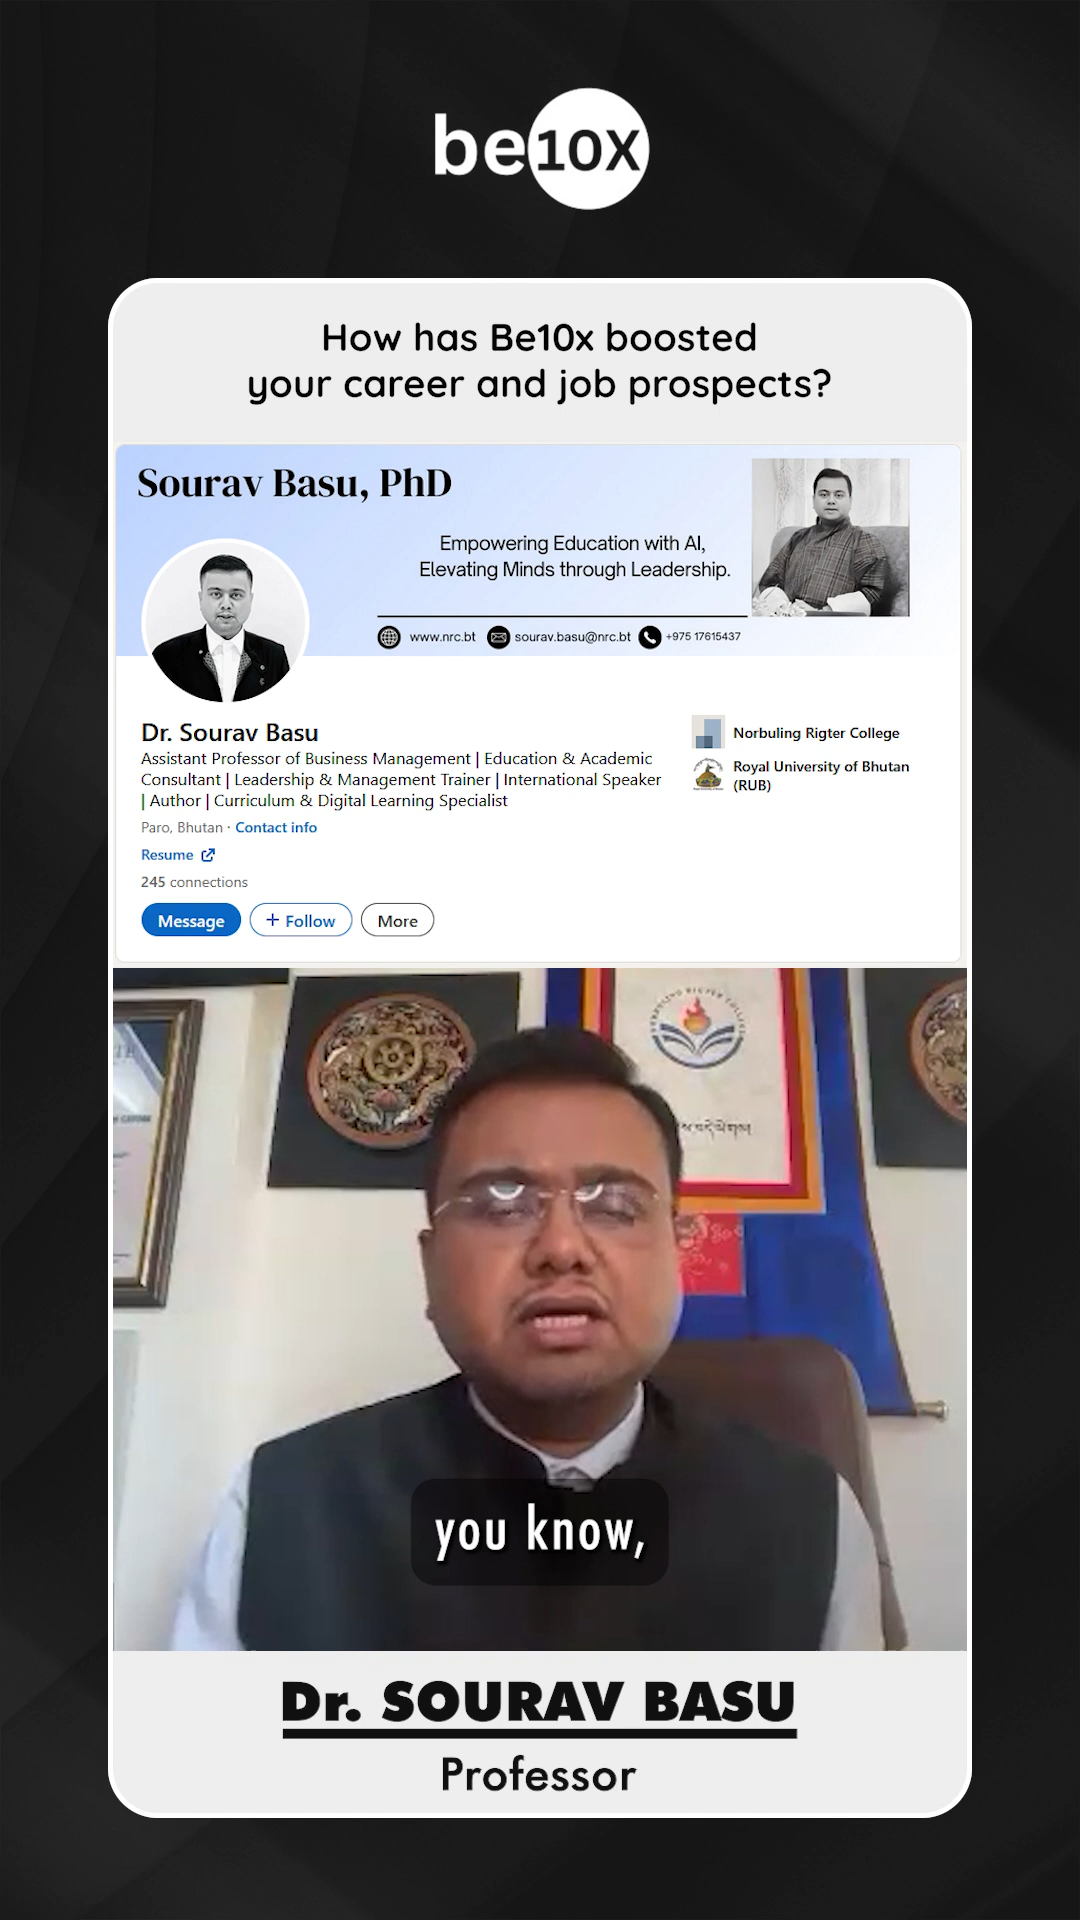 be10X
How has Be10x boosted
your career and job prospects?
Sourav Basu, PhD
Empowering Education with AI,
Elevating Minds through Leadership.
www.nrc.bt sourav.basu@nrc.bt +975 17615437
Dr. Sourav Basu
Assistant Professor of Business Management | Education & Academic
Consultant | Leadership & Management Trainer | International Speaker
| Author | Curriculum & Digital Learning Specialist
Paro, Bhutan · Contact info
Resume
245 connections
Message + Follow More
Norbuling Rigter College
Royal University of Bhutan
(RUB)
you know,
Dr. SOURAV BASU
Professor